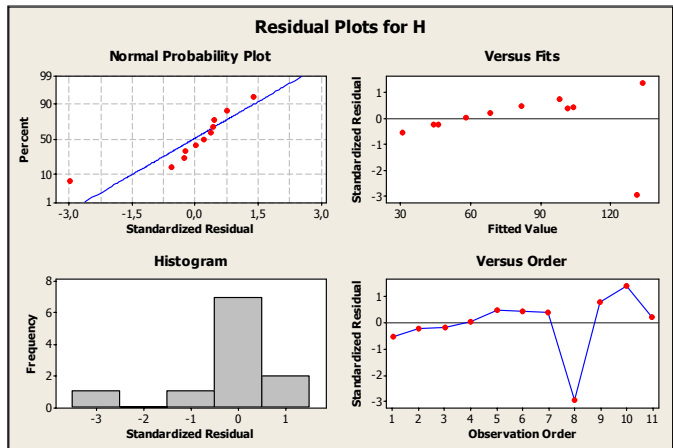 Residual Plots for H
Normal Probability Plot
99
90
50
10
1
Percent
-3,0 -1,5 0,0 1,5 3,0
Standardized Residual
Versus Fits
1
0
-1
-2
-3
Standardized Residual
30 60 90 120
Fitted Value
Histogram
8
6
4
2
0
Frequency
-3 -2 -1 0 1
Standardized Residual
Versus Order
1
0
-1
-2
-3
Standardized Residual
1 2 3 4 5 6 7 8 9 10 11
Observation Order